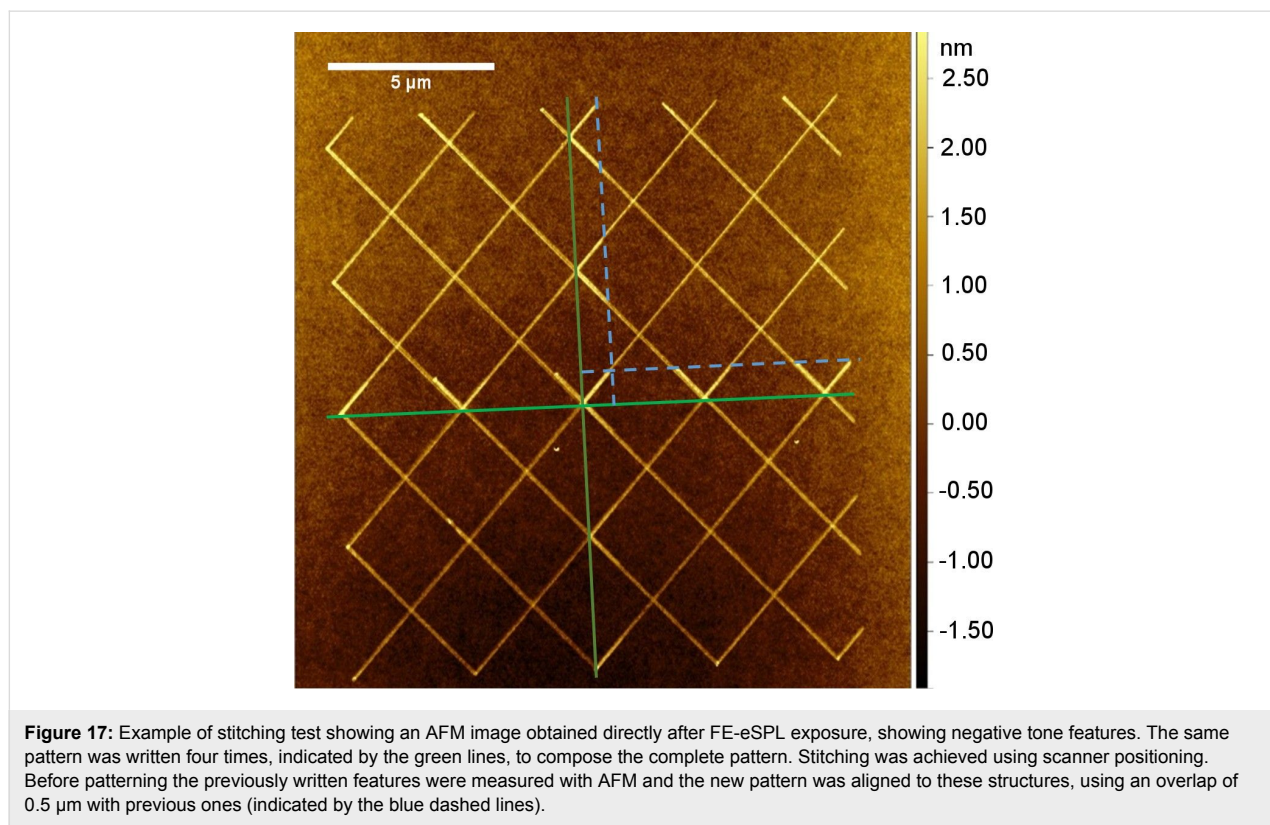 5 µm
nm
2.50
2.00
1.50
1.00
0.50
0.00
-0.50
-1.00
-1.50
Figure 17: Example of stitching test showing an AFM image obtained directly after FE-eSPL exposure, showing negative tone features. The same
pattern was written four times, indicated by the green lines, to compose the complete pattern. Stitching was achieved using scanner positioning.
Before patterning the previously written features were measured with AFM and the new pattern was aligned to these structures, using an overlap of
0.5 µm with previous ones (indicated by the blue dashed lines).